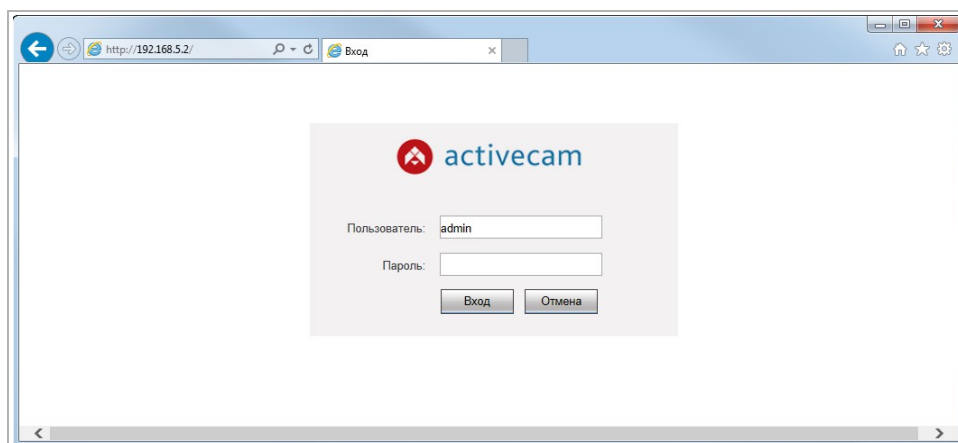 http://192.168.5.2/
Вход
activecam
Пользователь: admin
Пароль:
Вход Отмена